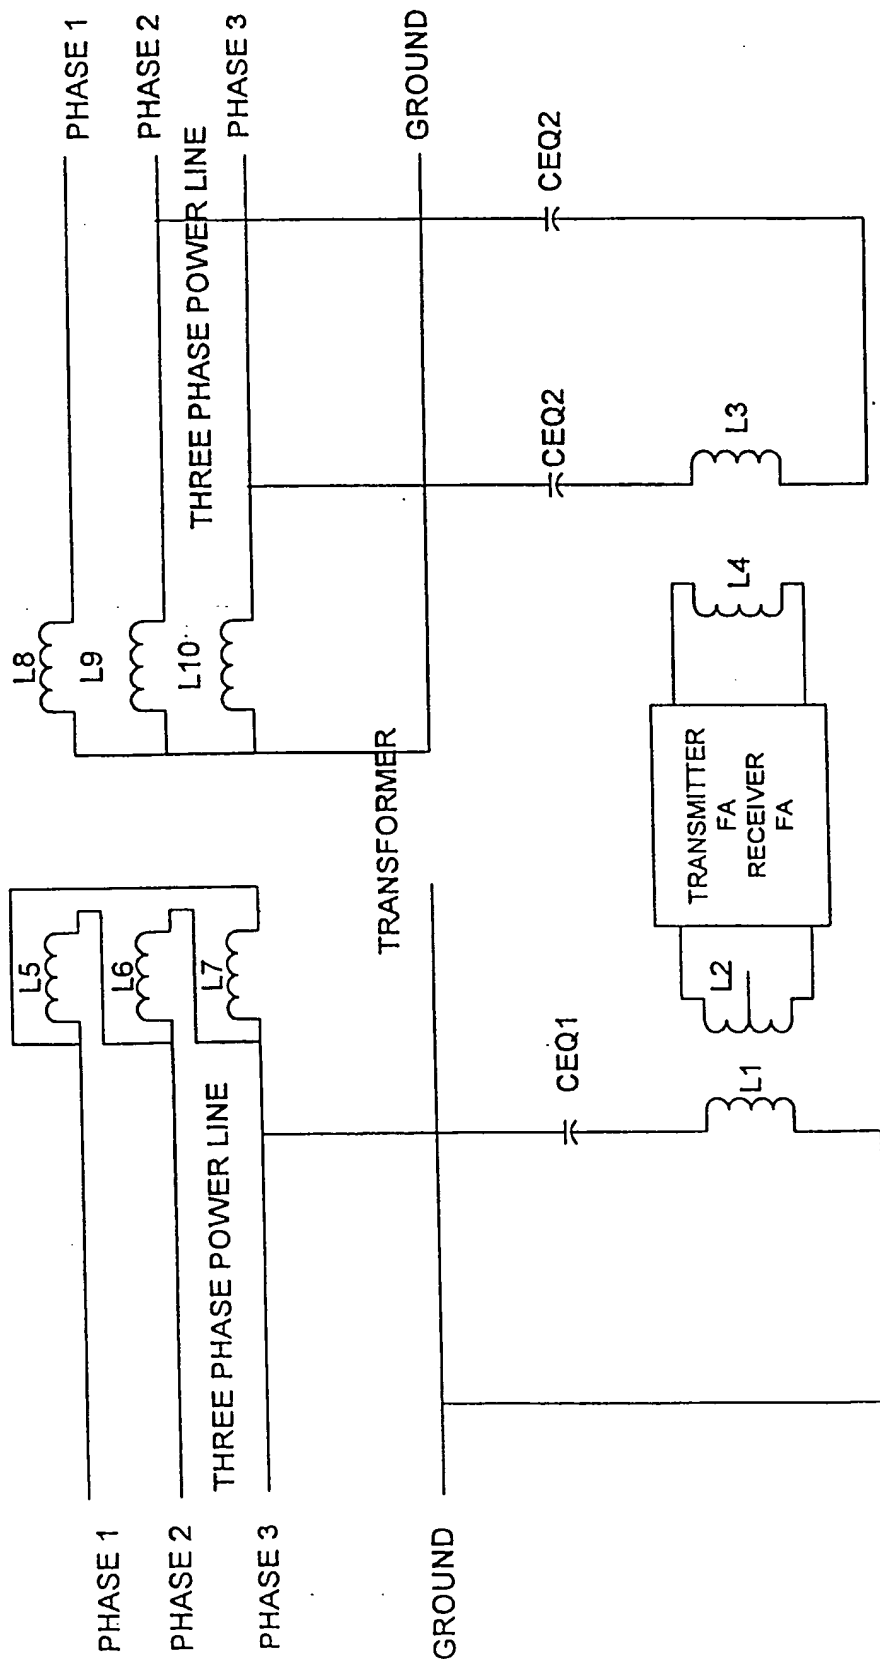 PHASE 1
PHASE 2
PHASE 3
GROUND
THREE PHASE POWER LINE
L5
L6
L7
TRANSFORMER
L8
L9
L10
THREE PHASE POWER LINE
PHASE 1
PHASE 2
PHASE 3
GROUND
CEQ1
L1
L2
TRANSMITTER
FA
RECEIVER
FA
L4
L3
CEQ2
CEQ2